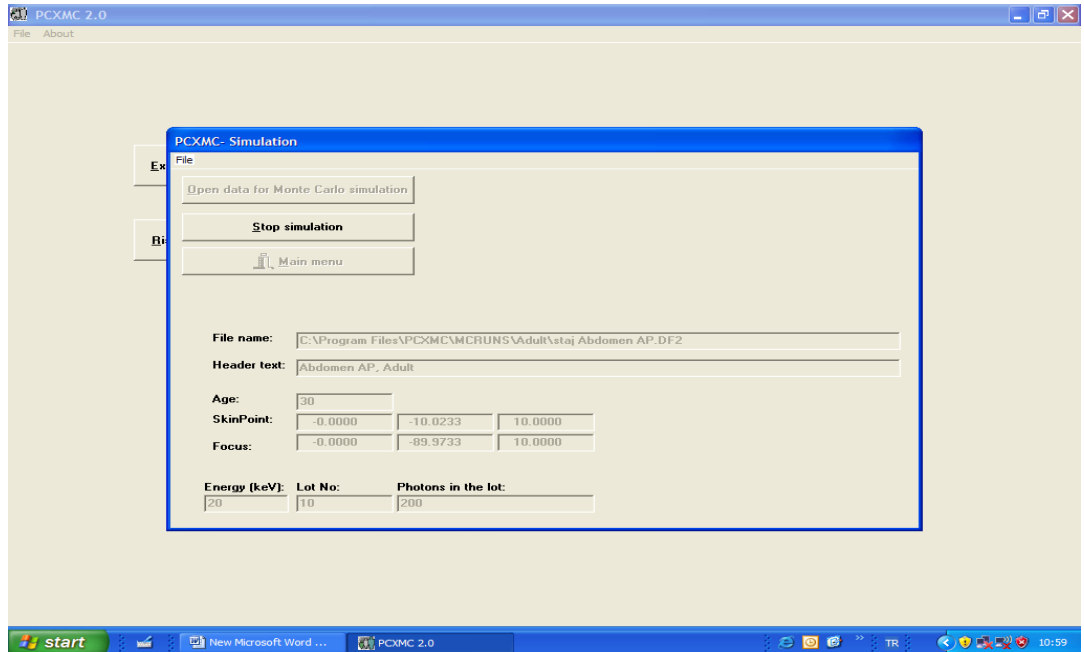 PCXMC 2.0
File About
PCXMC- Simulation
File
Ex
Open data for Monte Carlo simulation
Stop simulation
Ri
Main menu
File name: C:\Program Files\PCXMC\MCRUNS\Adult\staj Abdomen AP.DF2
Header text: Abdomen AP, Adult
Age: 30
SkinPoint: -0.0000 -10.0233 10.0000
Focus: -0.0000 -89.9733 10.0000
Energy (keV): Lot No: Photons in the lot:
20 10 200
start New Microsoft Word ... PCXMC 2.0 » TR 10:59